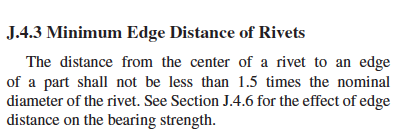 J.4.3 Minimum Edge Distance of Rivets
The distance from the center of a rivet to an edge
of a part shall not be less than 1.5 times the nominal
diameter of the rivet. See Section J.4.6 for the effect of edge
distance on the bearing strength.